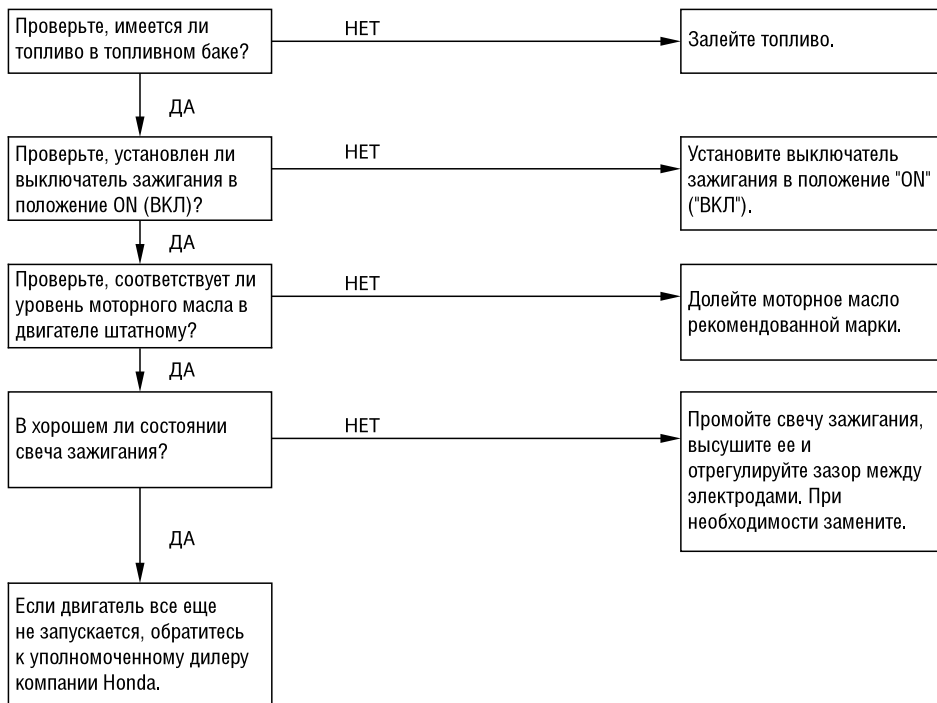 Проверьте, имеется ли
топливо в топливном баке?
НЕТ
Залейте топливо.
ДА
Проверьте, установлен ли
выключатель зажигания в
положение ON (ВКЛ)?
НЕТ
Установите выключатель
зажигания в положение "ON"
("ВКЛ").
ДА
Проверьте, соответствует ли
уровень моторного масла в
двигателе штатному?
НЕТ
Долейте моторное масло
рекомендованной марки.
ДА
В хорошем ли состоянии
свеча зажигания?
НЕТ
Промойте свечу зажигания,
высушите ее и
отрегулируйте зазор между
электродами. При
необходимости замените.
ДА
Если двигатель все еще
не запускается, обратитесь
к уполномоченному дилеру
компании Honda.